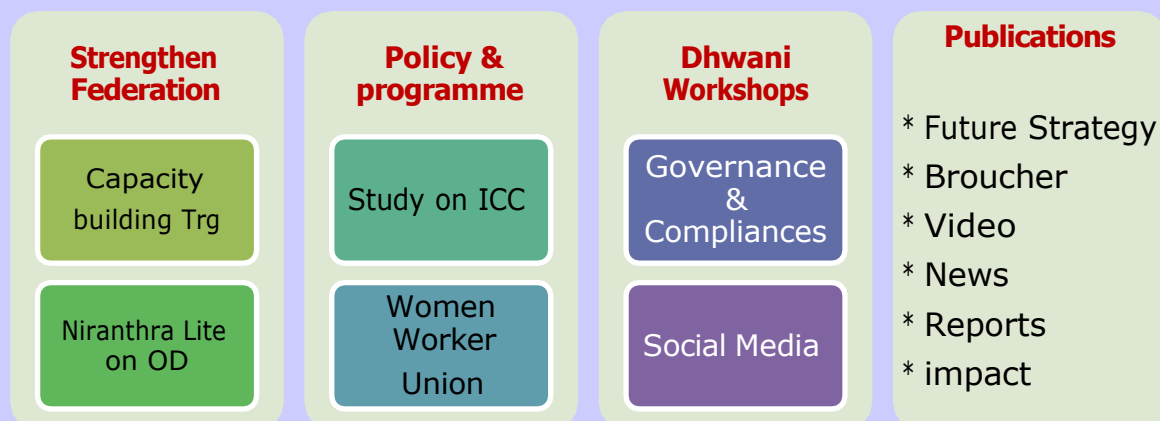 Strengthen
Federation
Capacity
building Trg
Niranthra Lite
on OD
Policy &
programme
Study on ICC
Women
Worker
Union
Dhwani
Workshops
Governance
&
Compliances
Social Media
Publications
* Future Strategy
* Broucher
* Video
* News
* Reports
* impact